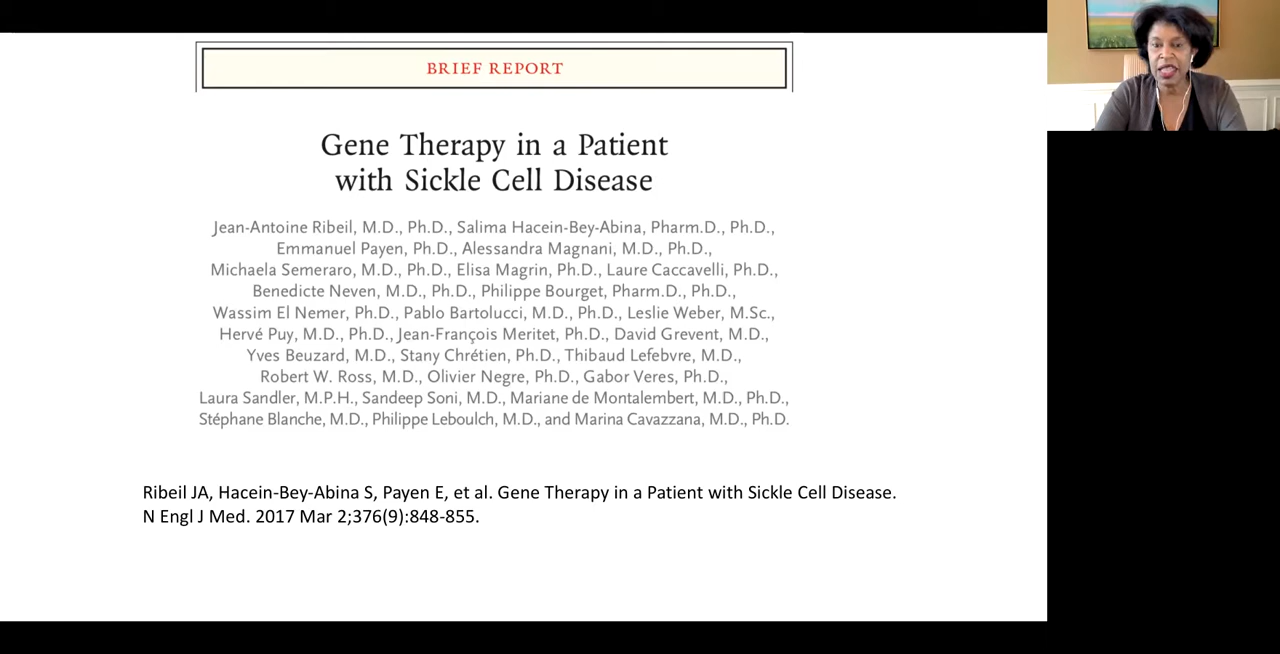 BRIEF REPORT
Gene Therapy in a Patient
with Sickle Cell Disease
Jean-Antoine Ribeil, M.D., Ph.D., Salima Hacein-Bey-Abina, Pharm.D., Ph.D.,
Emmanuel Payen, Ph.D., Alessandra Magnani, M.D., Ph.D.,
Michaela Semeraro, M.D., Ph.D., Elisa Magrin, Ph.D., Laure Caccavelli, Ph.D.,
Benedicte Neven, M.D., Ph.D., Philippe Bourget, Pharm.D., Ph.D.,
Wassim El Nemer, Ph.D., Pablo Bartolucci, M.D., Ph.D., Leslie Weber, M.Sc.,
Hervé Puy, M.D., Ph.D., Jean-François Meritet, Ph.D., David Grevent, M.D.,
Yves Beuzard, M.D., Stany Chrétien, Ph.D., Thibaud Lefebvre, M.D.,
Robert W. Ross, M.D., Olivier Negre, Ph.D., Gabor Veres, Ph.D.,
Laura Sandler, M.P.H., Sandeep Soni, M.D., Mariane de Montalembert, M.D., Ph.D.,
Stéphane Blanche, M.D., Philippe Leboulch, M.D., and Marina Cavazzana, M.D., Ph.D.
Ribeil JA, Hacein-Bey-Abina S, Payen E, et al. Gene Therapy in a Patient with Sickle Cell Disease.
N Engl J Med. 2017 Mar 2;376(9):848-855.